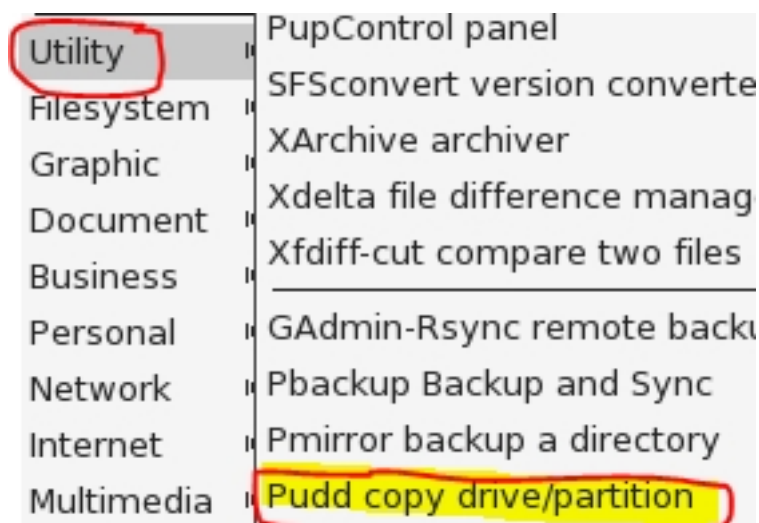 Utility
Filesystem
Graphic
Document
Business
Personal
Network
Internet
Multimedia
PupControl panel
SFSconvert version converte
XArchive archiver
Xdelta file difference manag
Xfdiff-cut compare two files
GAdmin-Rsync remote backu
Pbackup Backup and Sync
Pmirror backup a directory
Pudd copy drive/partition